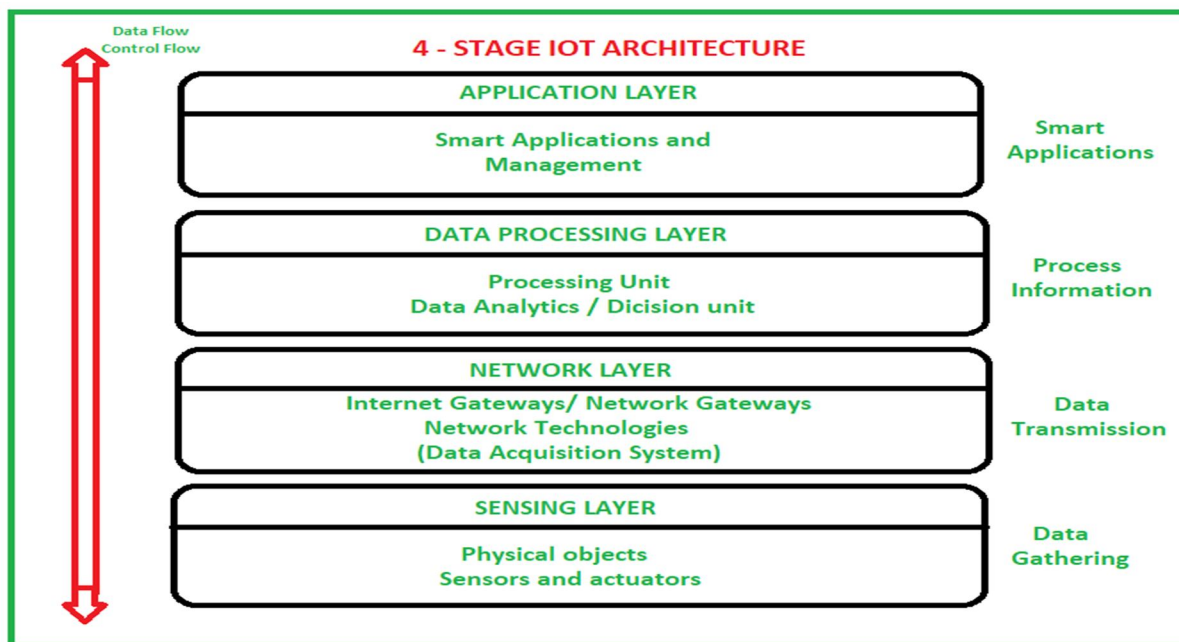 Data Flow
Control Flow
4 - STAGE IOT ARCHITECTURE
APPLICATION LAYER
Smart Applications and
Management
Smart
Applications
DATA PROCESSING LAYER
Processing Unit
Data Analytics / Dicision unit
Process
Information
NETWORK LAYER
Internet Gateways/ Network Gateways
Network Technologies
(Data Acquisition System)
Data
Transmission
SENSING LAYER
Physical objects
Sensors and actuators
Data
Gathering